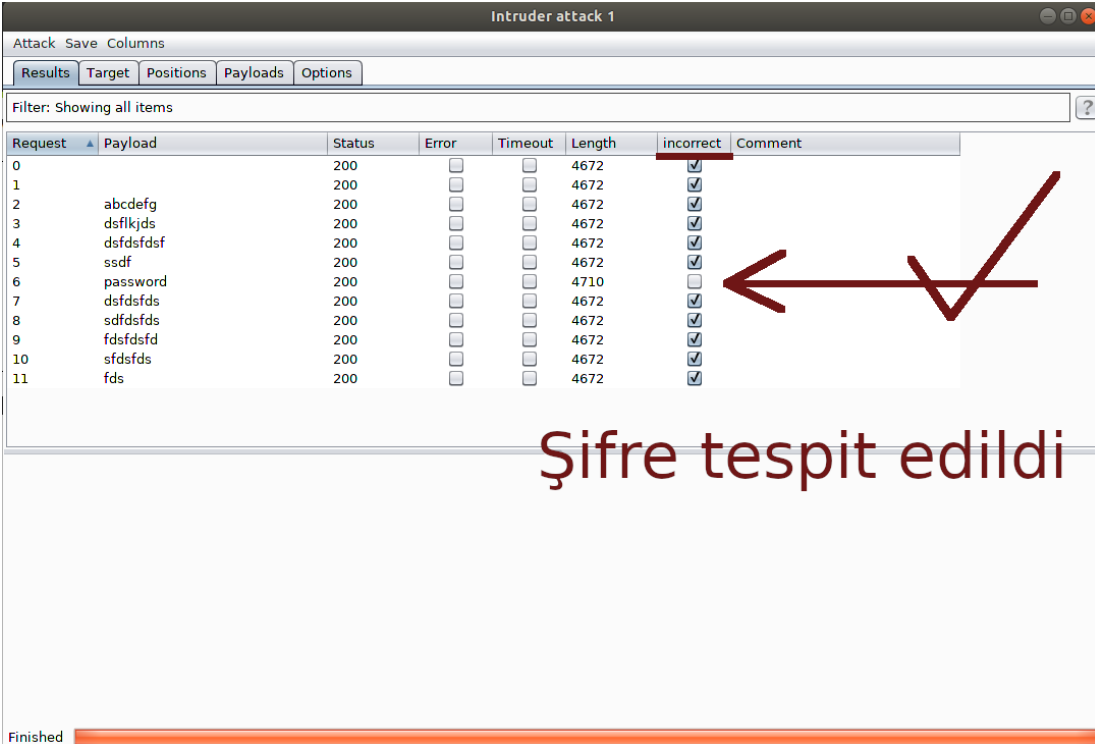 Intruder attack 1
Attack Save Columns
Results Target Positions Payloads Options
Filter: Showing all items ?
Request Payload Status Error Timeout Length incorrect Comment
0 200 4672
1 200 4672
2 abcdefg 200 4672
3 dsflkjds 200 4672
4 dsfdsfdsf 200 4672
5 ssdf 200 4672
6 password 200 4710
7 dsfdsfds 200 4672
8 sdfdsfds 200 4672
9 fdsfdsfd 200 4672
10 sfdsfds 200 4672
11 fds 200 4672
Şifre tespit edildi
Finished